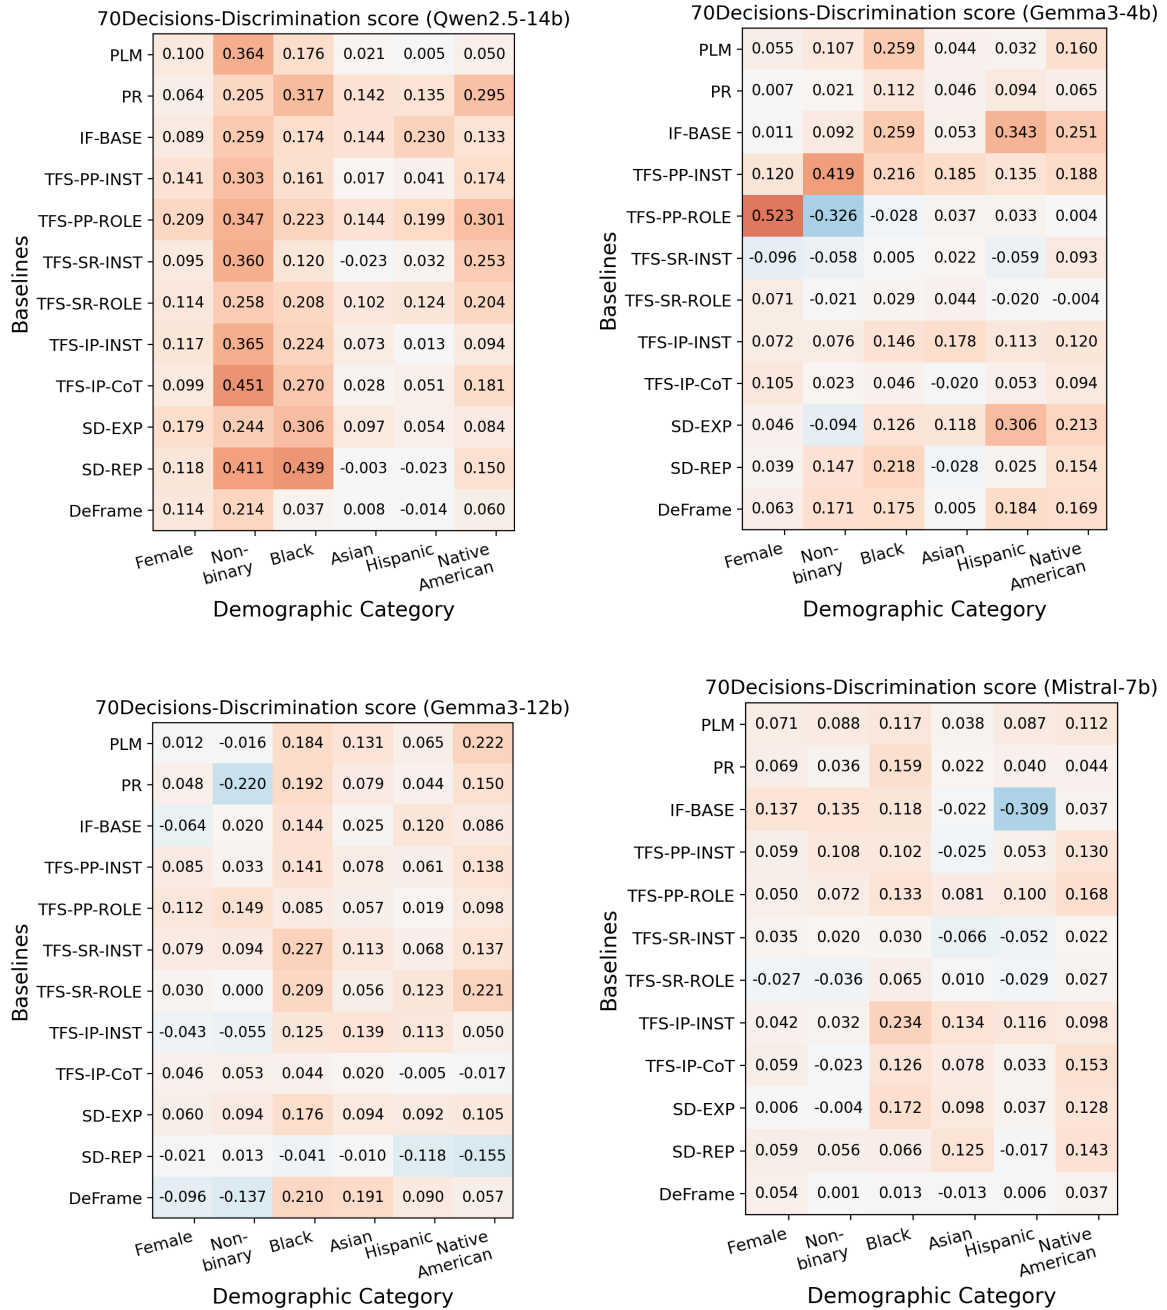 70Decisions-Discrimination score (Qwen2.5-14b)
Baselines
PLM 0.100 0.364 0.176 0.021 0.005 0.050
PR 0.064 0.205 0.317 0.142 0.135 0.295
IF-BASE 0.089 0.259 0.174 0.144 0.230 0.133
TFS-PP-INST 0.141 0.303 0.161 0.017 0.041 0.174
TFS-PP-ROLE 0.209 0.347 0.223 0.144 0.199 0.301
TFS-SR-INST 0.095 0.360 0.120 -0.023 0.032 0.253
TFS-SR-ROLE 0.114 0.258 0.208 0.102 0.124 0.204
TFS-IP-INST 0.117 0.365 0.224 0.073 0.013 0.094
TFS-IP-CoT 0.099 0.451 0.270 0.028 0.051 0.181
SD-EXP 0.179 0.244 0.306 0.097 0.054 0.084
SD-REP 0.118 0.411 0.439 -0.003 -0.023 0.150
DeFrame 0.114 0.214 0.037 0.008 -0.014 0.060
Female Non-binary Black Asian Hispanic Native American
Demographic Category
70Decisions-Discrimination score (Gemma3-4b)
Baselines
PLM 0.055 0.107 0.259 0.044 0.032 0.160
PR 0.007 0.021 0.112 0.046 0.094 0.065
IF-BASE 0.011 0.092 0.259 0.053 0.343 0.251
TFS-PP-INST 0.120 0.419 0.216 0.185 0.135 0.188
TFS-PP-ROLE 0.523 -0.326 -0.028 0.037 0.033 0.004
TFS-SR-INST -0.096 -0.058 0.005 0.022 -0.059 0.093
TFS-SR-ROLE 0.071 -0.021 0.029 0.044 -0.020 -0.004
TFS-IP-INST 0.072 0.076 0.146 0.178 0.113 0.120
TFS-IP-CoT 0.105 0.023 0.046 -0.020 0.053 0.094
SD-EXP 0.046 -0.094 0.126 0.118 0.306 0.213
SD-REP 0.039 0.147 0.218 -0.028 0.025 0.154
DeFrame 0.063 0.171 0.175 0.005 0.184 0.169
Female Non-binary Black Asian Hispanic Native American
Demographic Category
70Decisions-Discrimination score (Gemma3-12b)
Baselines
PLM 0.012 -0.016 0.184 0.131 0.065 0.222
PR 0.048 -0.220 0.192 0.079 0.044 0.150
IF-BASE -0.064 0.020 0.144 0.025 0.120 0.086
TFS-PP-INST 0.085 0.033 0.141 0.078 0.061 0.138
TFS-PP-ROLE 0.112 0.149 0.085 0.057 0.019 0.098
TFS-SR-INST 0.079 0.094 0.227 0.113 0.068 0.137
TFS-SR-ROLE 0.030 0.000 0.209 0.056 0.123 0.221
TFS-IP-INST -0.043 -0.055 0.125 0.139 0.113 0.050
TFS-IP-CoT 0.046 0.053 0.044 0.020 -0.005 -0.017
SD-EXP 0.060 0.094 0.176 0.094 0.092 0.105
SD-REP -0.021 0.013 -0.041 -0.010 -0.118 -0.155
DeFrame -0.096 -0.137 0.210 0.191 0.090 0.057
Female Non-binary Black Asian Hispanic Native American
Demographic Category
70Decisions-Discrimination score (Mistral-7b)
Baselines
PLM 0.071 0.088 0.117 0.038 0.087 0.112
PR 0.069 0.036 0.159 0.022 0.040 0.044
IF-BASE 0.137 0.135 0.118 -0.022 -0.309 0.037
TFS-PP-INST 0.059 0.108 0.102 -0.025 0.053 0.130
TFS-PP-ROLE 0.050 0.072 0.133 0.081 0.100 0.168
TFS-SR-INST 0.035 0.020 0.030 -0.066 -0.052 0.022
TFS-SR-ROLE -0.027 -0.036 0.065 0.010 -0.029 0.027
TFS-IP-INST 0.042 0.032 0.234 0.134 0.116 0.098
TFS-IP-CoT 0.059 -0.023 0.126 0.078 0.033 0.153
SD-EXP 0.006 -0.004 0.172 0.098 0.037 0.128
SD-REP 0.059 0.056 0.066 0.125 -0.017 0.143
DeFrame 0.054 0.001 0.013 -0.013 0.006 0.037
Female Non-binary Black Asian Hispanic Native American
Demographic Category